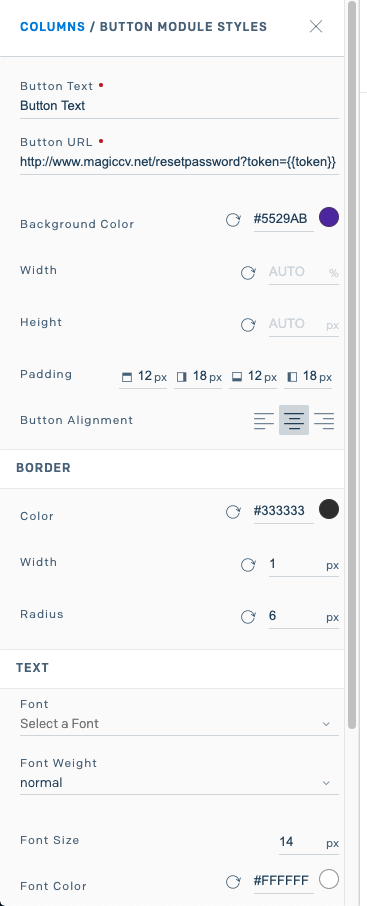 COLUMNS / BUTTON MODULE STYLES
Button Text •
Button Text
Button URL •
http://www.magiccv.net/resetpassword?token={{token}}
Background Color #5529AB
Width AUTO %
Height AUTO px
Padding 12 px 18 px 12 px 18 px
Button Alignment
BORDER
Color #333333
Width 1 px
Radius 6 px
TEXT
Font
Select a Font
Font Weight
normal
Font Size 14 px
Font Color #FFFFFF